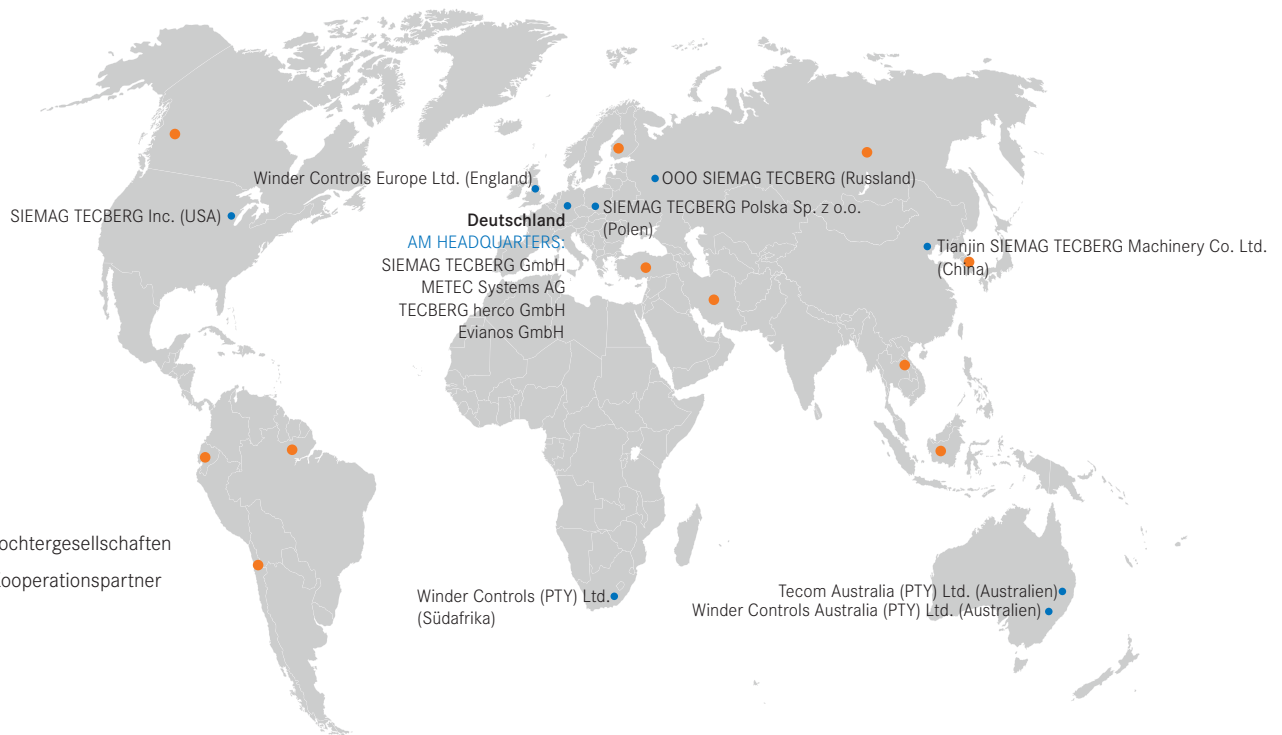 Winder Controls Europe Ltd. (England)
OOO SIEMAG TECBERG (Russland)
SIEMAG TECBERG Inc. (USA)
SIEMAG TECBERG Polska Sp. z o.o.
(Polen)
Deutschland
AM HEADQUARTERS:
SIEMAG TECBERG GmbH
METEC Systems AG
TECBERG herco GmbH
Evianos GmbH
Tianjin SIEMAG TECBERG Machinery Co. Ltd.
(China)
ochtergesellschaften
Kooperationspartner
Winder Controls (PTY) Ltd.
(Südafrika)
Tecom Australia (PTY) Ltd. (Australien)
Winder Controls Australia (PTY) Ltd. (Australien)